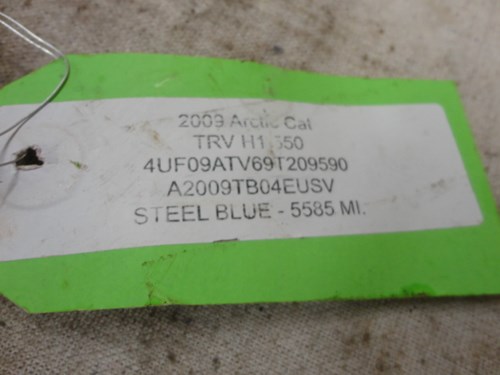 2009 Arctic Cat
TRV H1 550
4UF09ATV69T209590
A2009TB04EUSV
STEEL BLUE - 5585 MI.